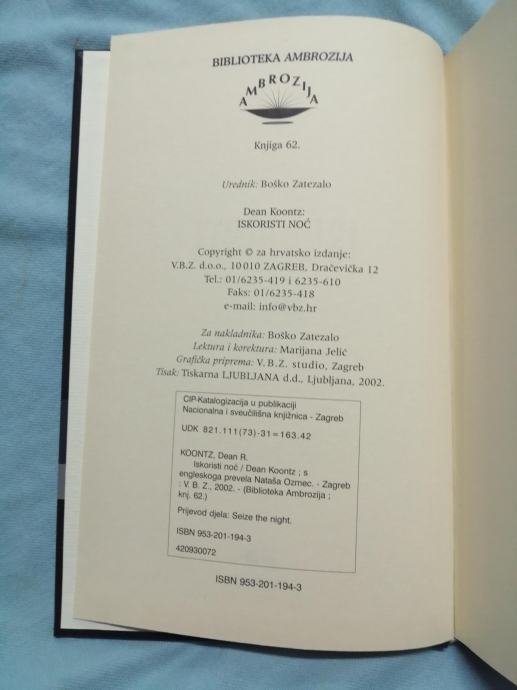 BIBLIOTEKA AMBROZIJA
AMBROZIJA
Knjiga 62.
Urednik: Boško Zatezalo
Dean Koontz:
ISKORISTI NOĆ
Copyright © za hrvatsko izdanje:
V.B.Z. d.o.o., 10 010 ZAGREB, Dračevička 12
Tel.: 01/6235-419 i 6235-610
Faks: 01/6235-418
e-mail: info@vbz.hr
Za nakladnika: Boško Zatezalo
Lektura i korektura: Marijana Jelić
Grafička priprema: V. B. Z. studio, Zagreb
Tisak: Tiskarna LJUBLJANA d.d., Ljubljana, 2002.
CIP-Katalogizacija u publikaciji
Nacionalna i sveučilišna knjižnica - Zagreb
UDK 821.111(73)-31=163.42
KOONTZ, Dean R.
Iskoristi noć / Dean Koontz ; s
engleskoga prevela Nataša Ozmec. - Zagreb
: V. B. Z., 2002. - (Biblioteka Ambrozija ;
knj. 62.)
Prijevod djela: Seize the night.
ISBN 953-201-194-3
420930072
ISBN 953-201-194-3